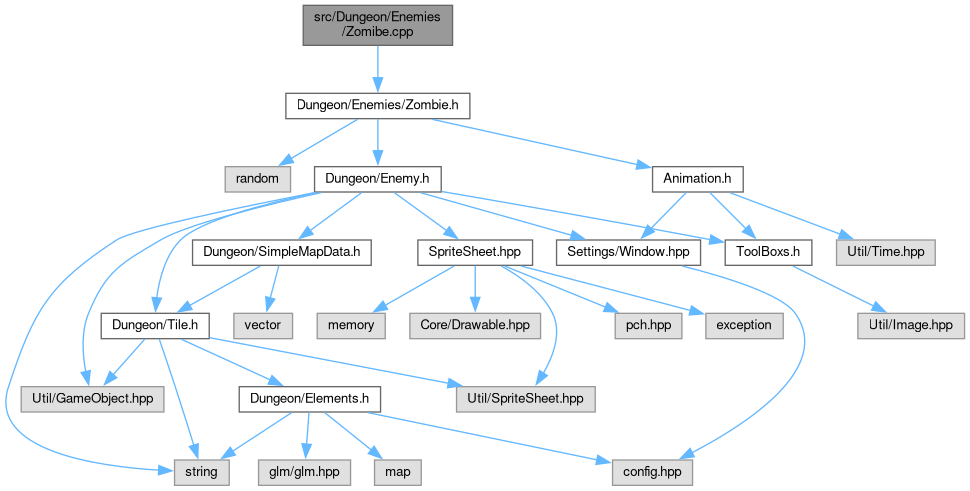 src/Dungeon/Enemies
/Zomibe.cpp
Dungeon/Enemies/Zombie.h
random
Dungeon/Enemy.h
Animation.h
Dungeon/SimpleMapData.h
SpriteSheet.hpp
Settings/Window.hpp
ToolBoxs.h
Util/Time.hpp
Dungeon/Tile.h
vector
memory
Core/Drawable.hpp
pch.hpp
exception
Util/Image.hpp
Util/GameObject.hpp
Dungeon/Elements.h
Util/SpriteSheet.hpp
string
glm/glm.hpp
map
config.hpp